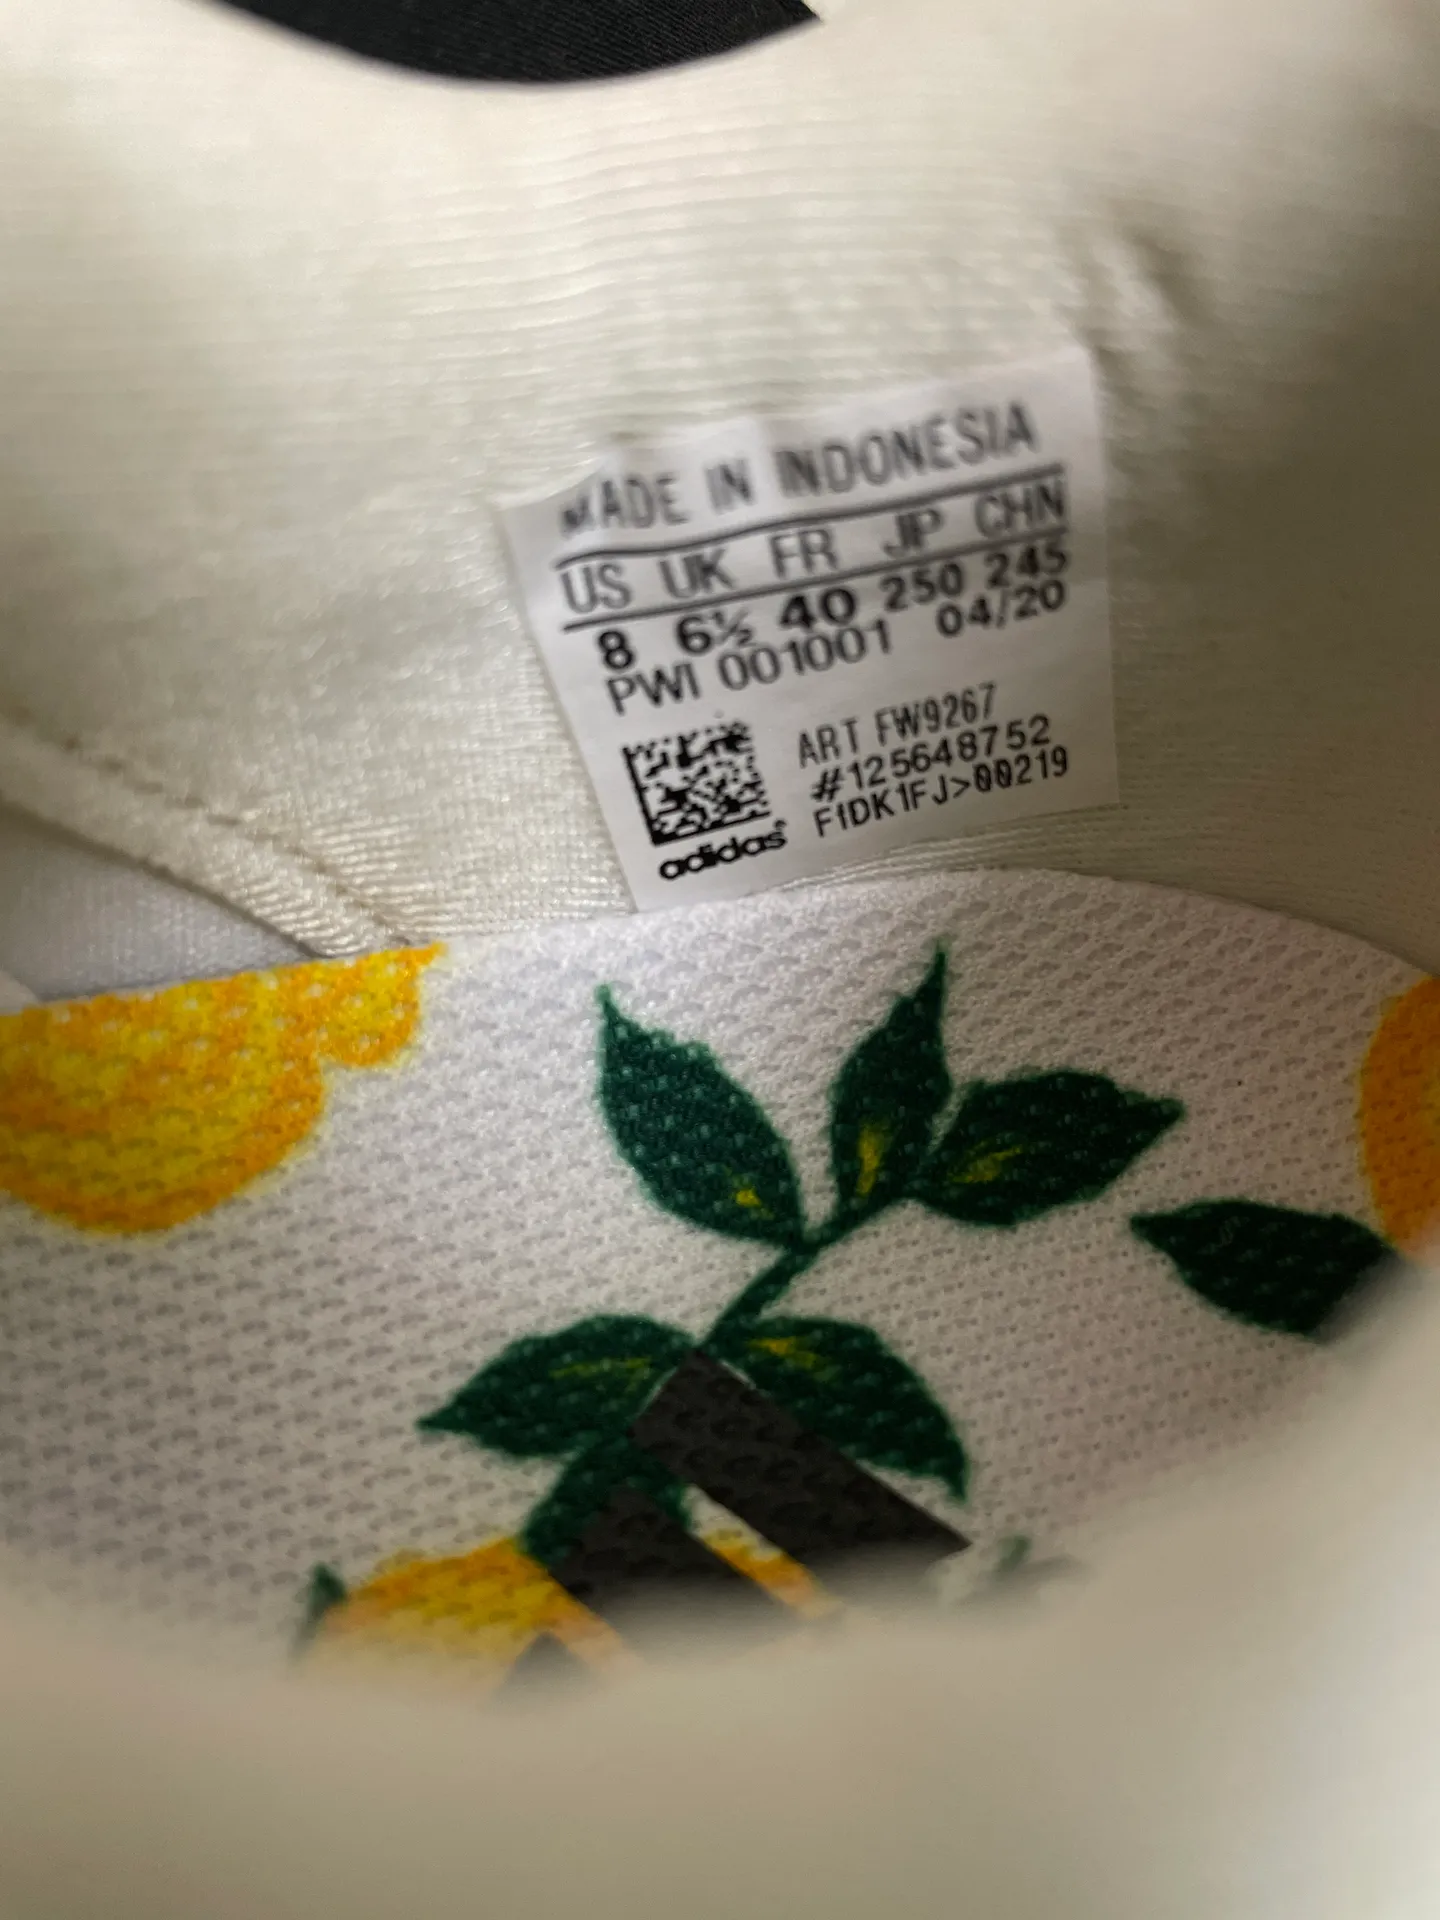 MADE IN INDONESIA
US UK FR JP CHN
8 6½ 40 250 245
PWI 001001 04/20
ART FW9267
#125648752
F1DK1FJ>00219
adidas